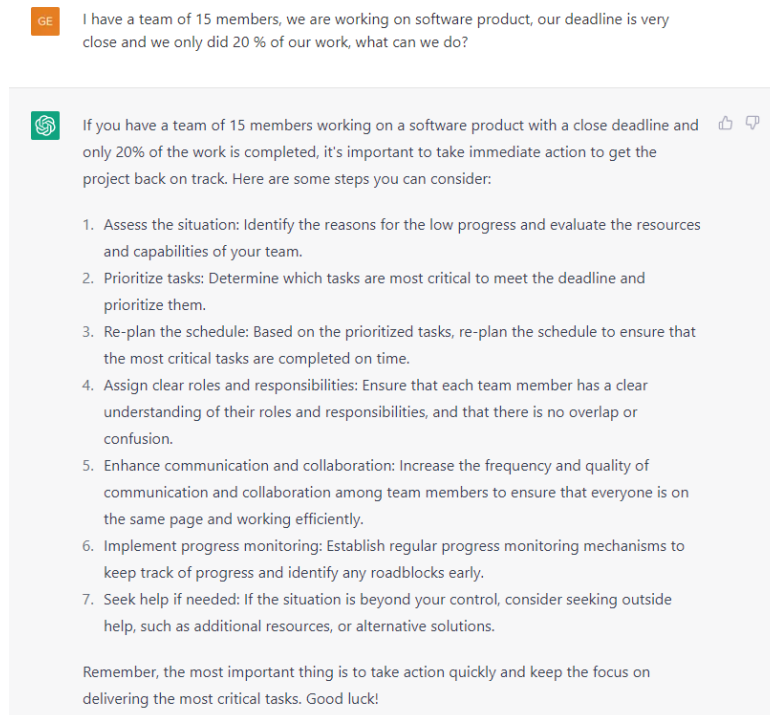 GE
I have a team of 15 members, we are working on software product, our deadline is very
close and we only did 20 % of our work, what can we do?
If you have a team of 15 members working on a software product with a close deadline and
only 20% of the work is completed, it's important to take immediate action to get the
project back on track. Here are some steps you can consider:
1. Assess the situation: Identify the reasons for the low progress and evaluate the resources
and capabilities of your team.
2. Prioritize tasks: Determine which tasks are most critical to meet the deadline and
prioritize them.
3. Re-plan the schedule: Based on the prioritized tasks, re-plan the schedule to ensure that
the most critical tasks are completed on time.
4. Assign clear roles and responsibilities: Ensure that each team member has a clear
understanding of their roles and responsibilities, and that there is no overlap or
confusion.
5. Enhance communication and collaboration: Increase the frequency and quality of
communication and collaboration among team members to ensure that everyone is on
the same page and working efficiently.
6. Implement progress monitoring: Establish regular progress monitoring mechanisms to
keep track of progress and identify any roadblocks early.
7. Seek help if needed: If the situation is beyond your control, consider seeking outside
help, such as additional resources, or alternative solutions.
Remember, the most important thing is to take action quickly and keep the focus on
delivering the most critical tasks. Good luck!